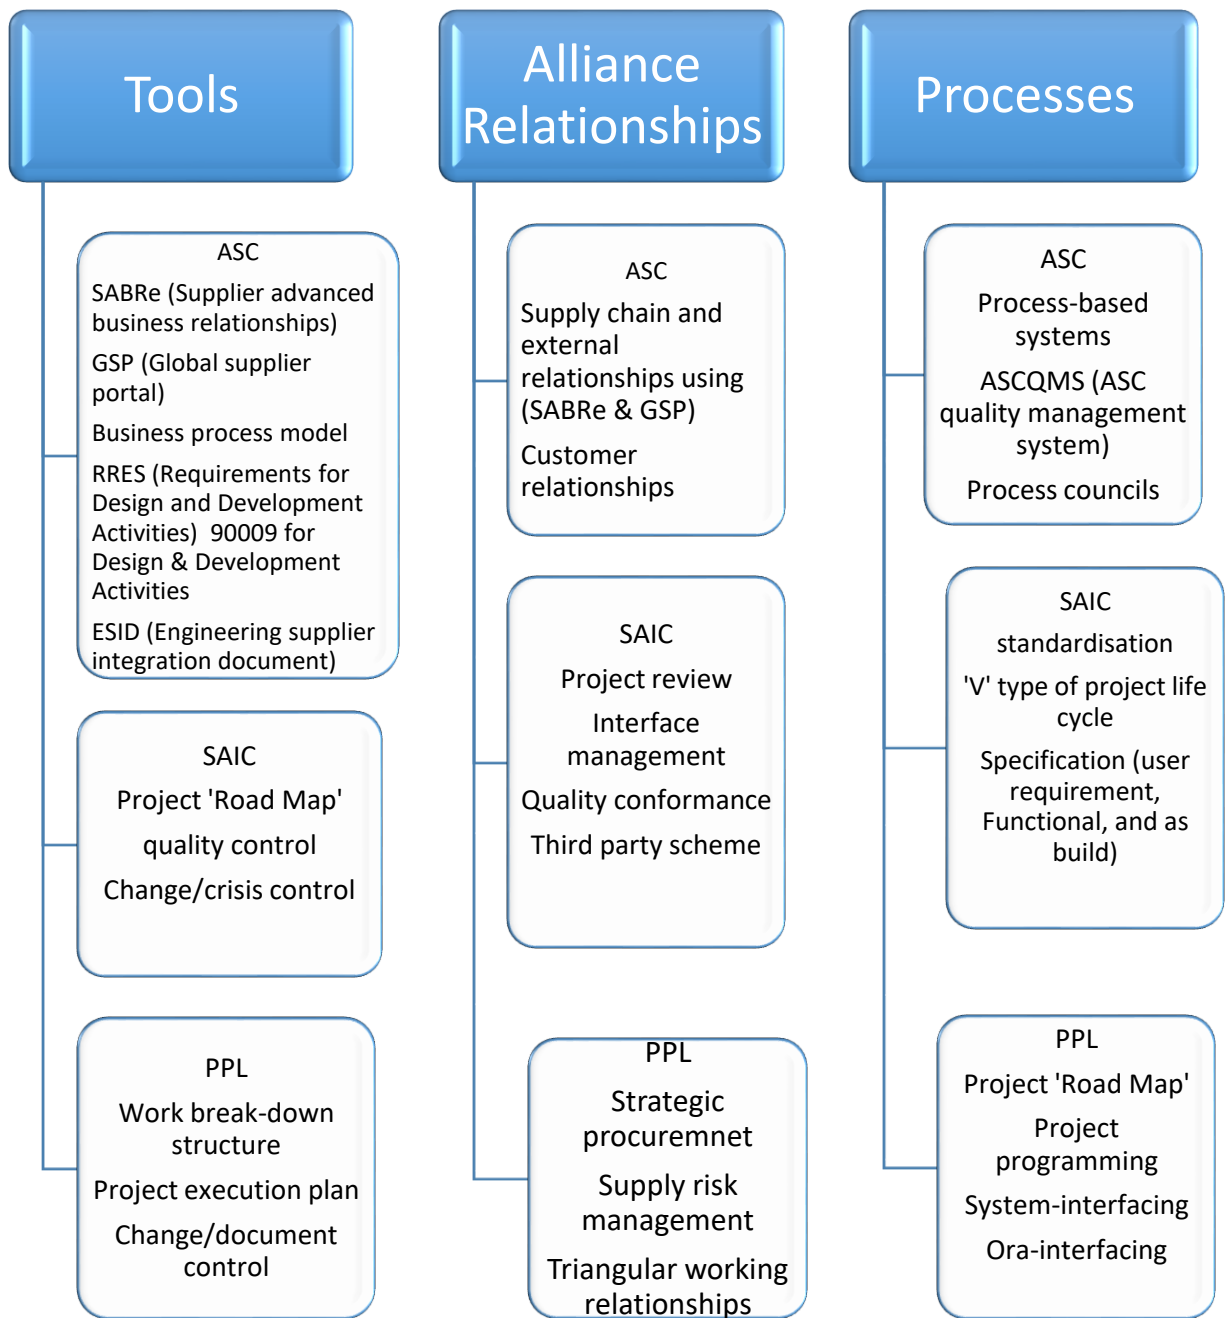 Tools
ASC
SABRe (Supplier advanced
business relationships)
GSP (Global supplier
portal)
Business process model
RRES (Requirements for
Design and Development
Activities)  90009 for
Design & Development
Activities
ESID (Engineering supplier
integration document)
SAIC
Project 'Road Map'
quality control
Change/crisis control
PPL
Work break-down
structure
Project execution plan
Change/document
control
Alliance
Relationships
ASC
Supply chain and
external
relationships using
(SABRe & GSP)
Customer
relationships
SAIC
Project review
Interface
management
Quality conformance
Third party scheme
PPL
Strategic
procuremnet
Supply risk
management
Triangular working
relationships
Processes
ASC
Process-based
systems
ASCQMS (ASC
quality management
system)
Process councils
SAIC
standardisation
'V' type of project life
cycle
Specification (user
requirement,
Functional, and as
build)
PPL
Project 'Road Map'
Project
programming
System-interfacing
Ora-interfacing